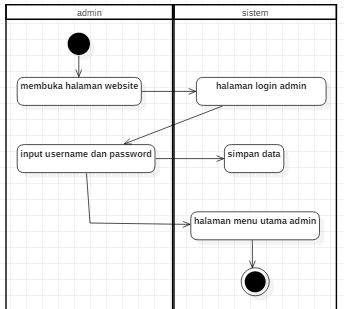 admin
sistem
membuka halaman website
halaman login admin
input username dan password
simpan data
halaman menu utama admin